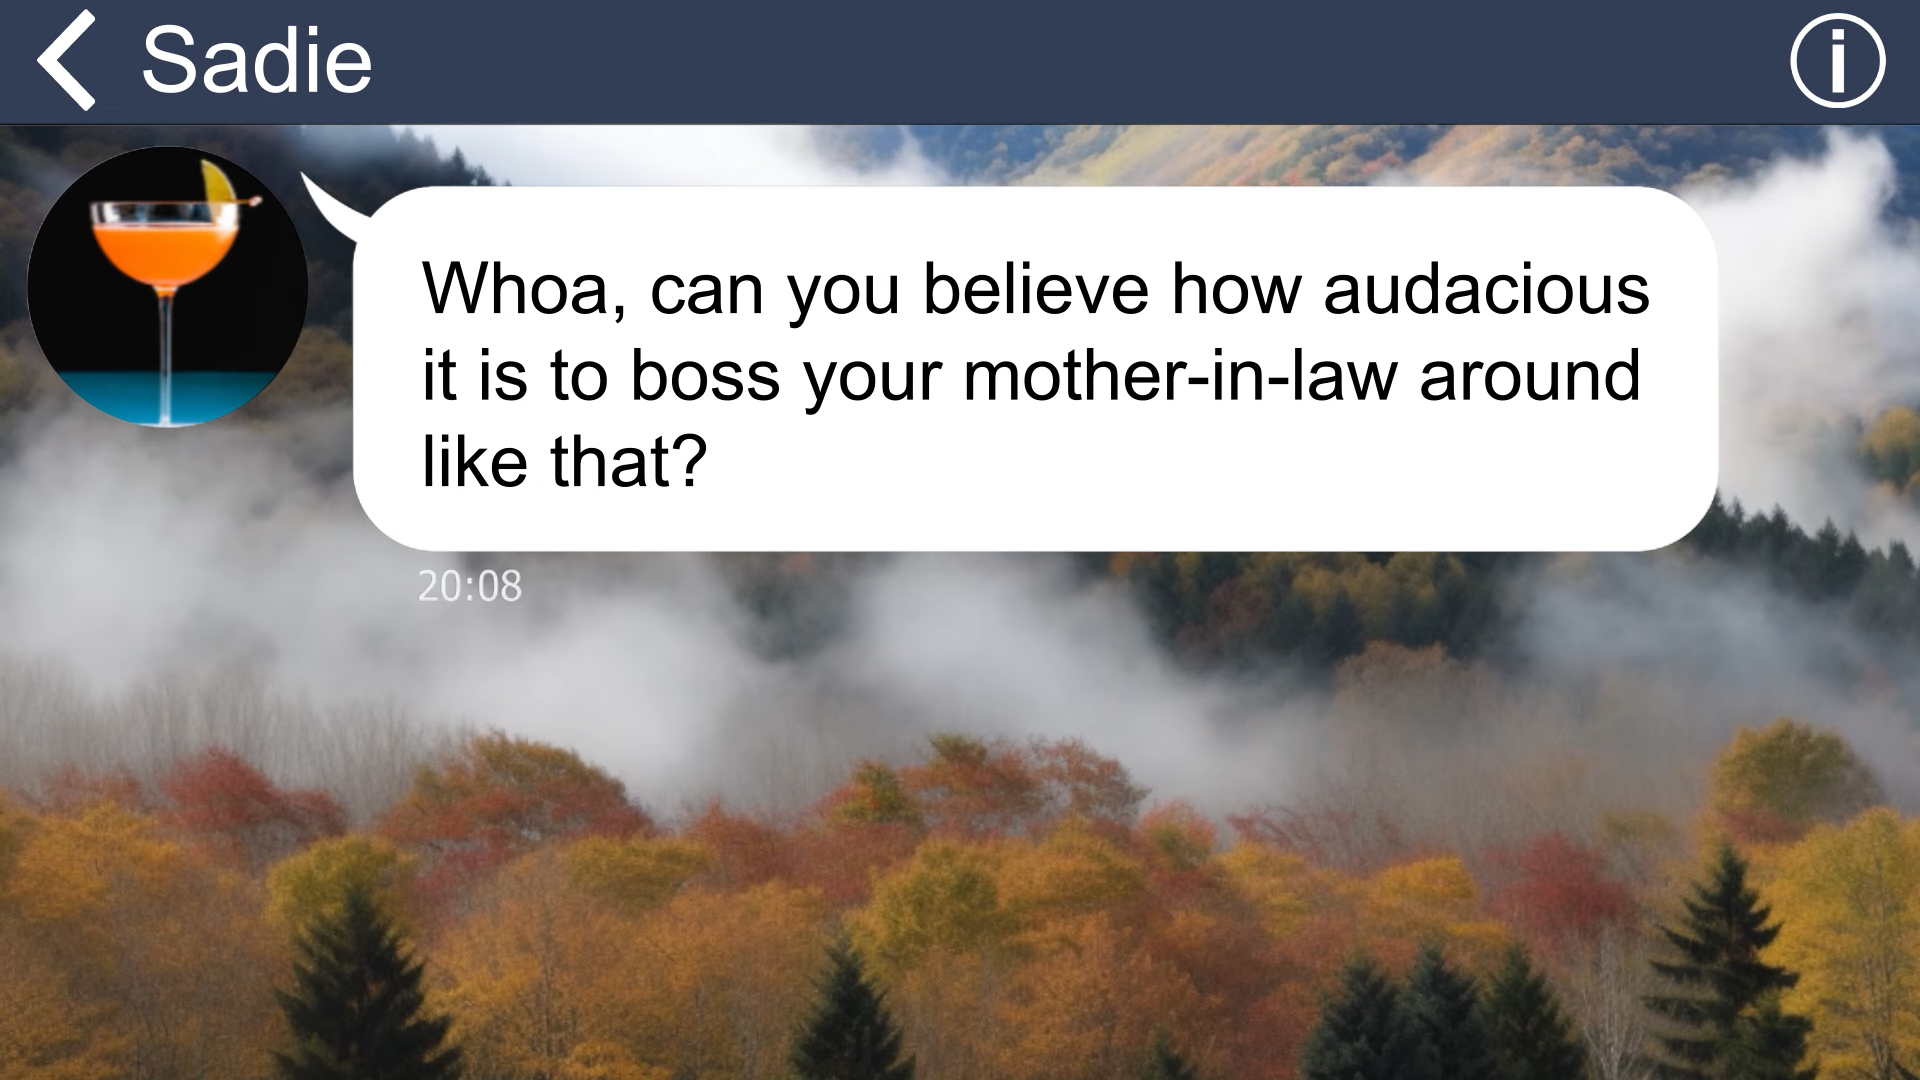 Sadie
Whoa, can you believe how audacious
it is to boss your mother-in-law around
like that?
20:08